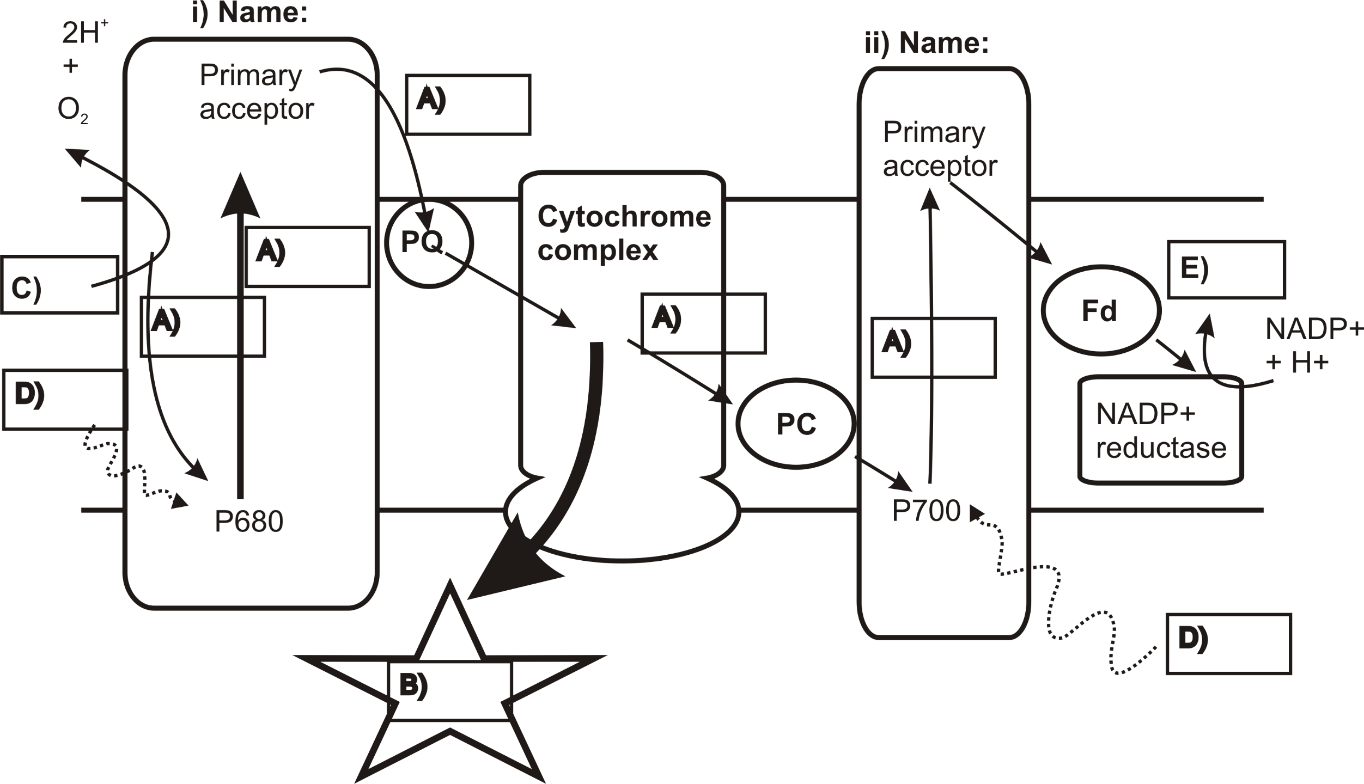 i) Name:
2H⁺
+
O₂
Primary
acceptor
A)
ii) Name:
Primary
acceptor
Cytochrome
complex
PQ
A)
C)
A)
A)
A)
E)
Fd
NADP+
+ H+
D)
PC
NADP+
reductase
P680
P700
D)
B)